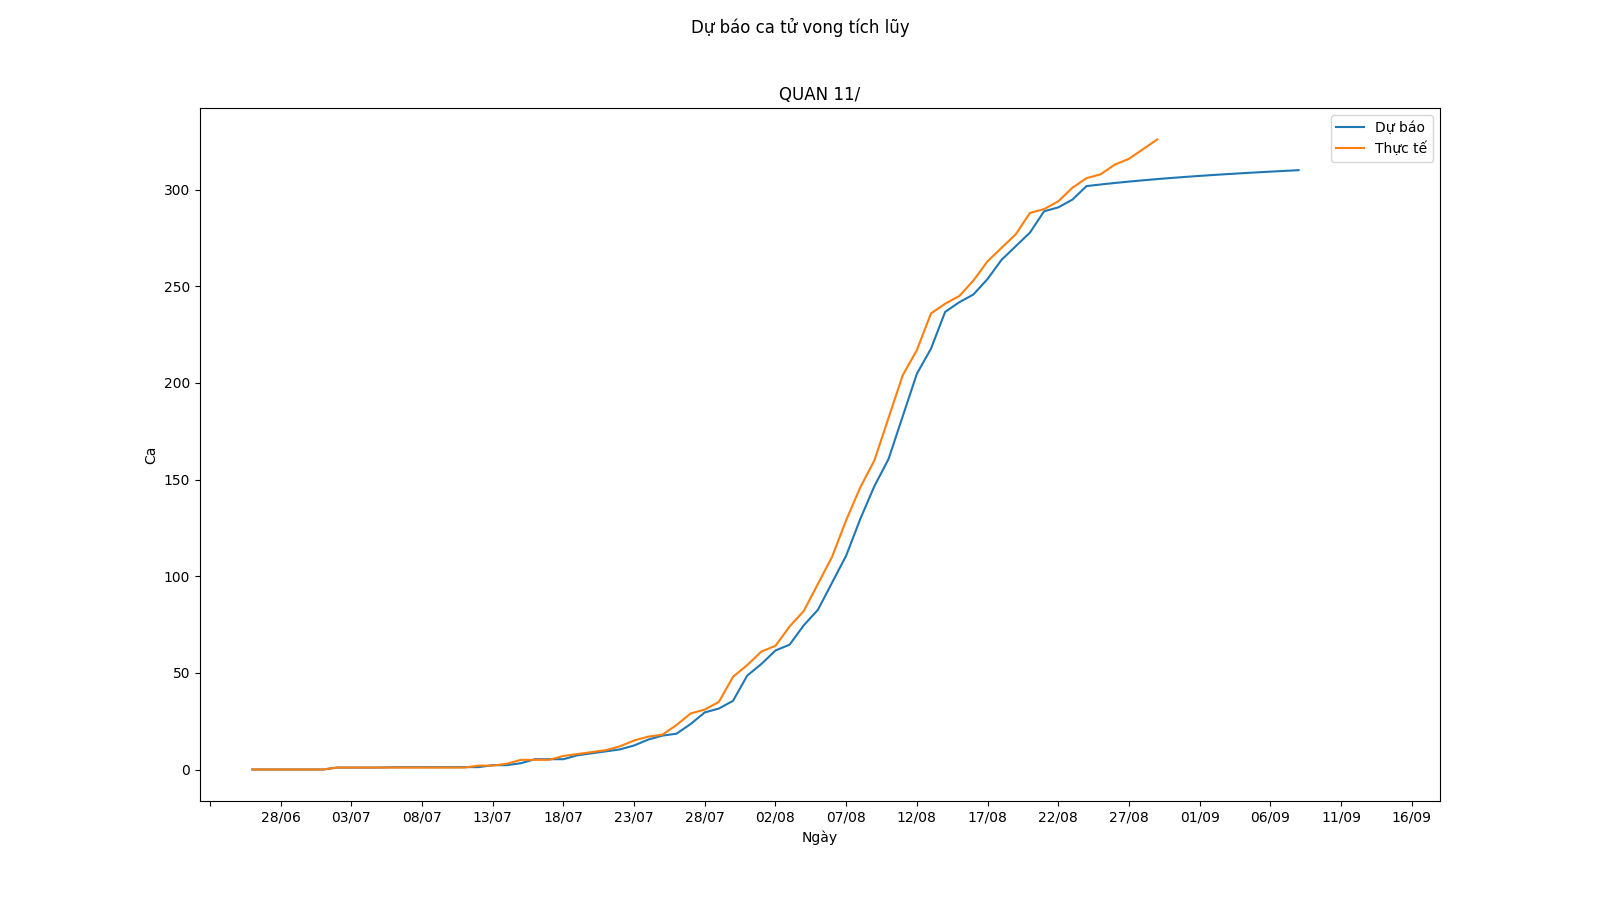 Dự báo ca tử vong tích lũy
QUAN 11/
Dự báo
Thực tế
300
250
200
150
100
50
0
Ca
28/06 03/07 08/07 13/07 18/07 23/07 28/07 02/08 07/08 12/08 17/08 22/08 27/08 01/09 06/09 11/09 16/09
Ngày